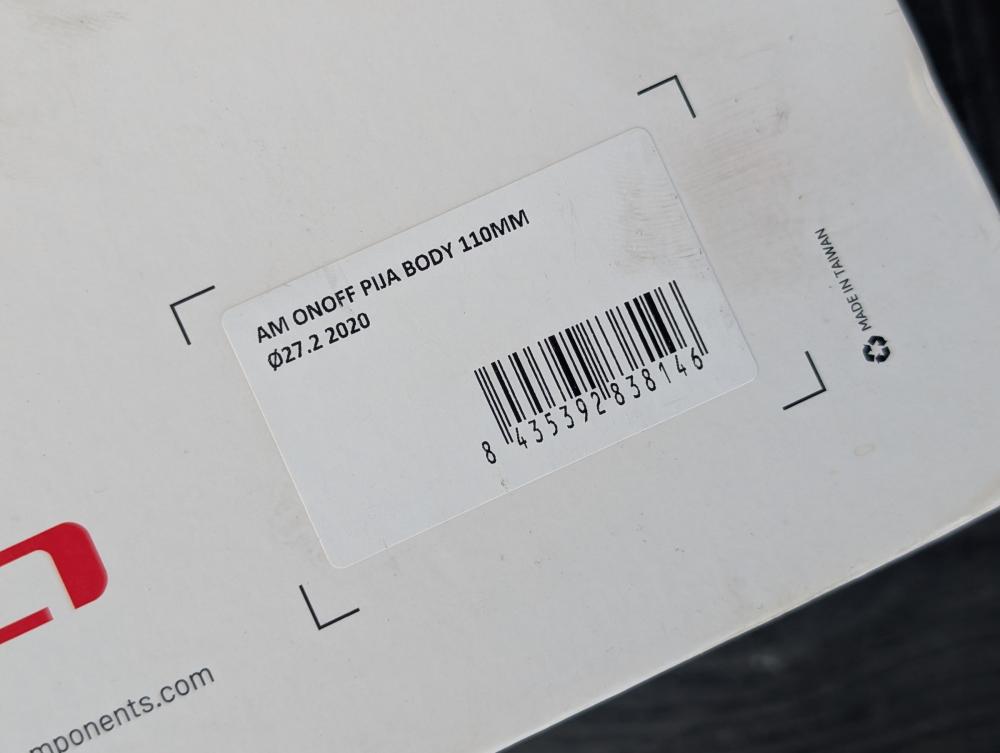 AM ONOFF PIJA BODY 110MM
Ø27.2 2020
8 435392 838146
MADE IN TAIWAN
mponents.com